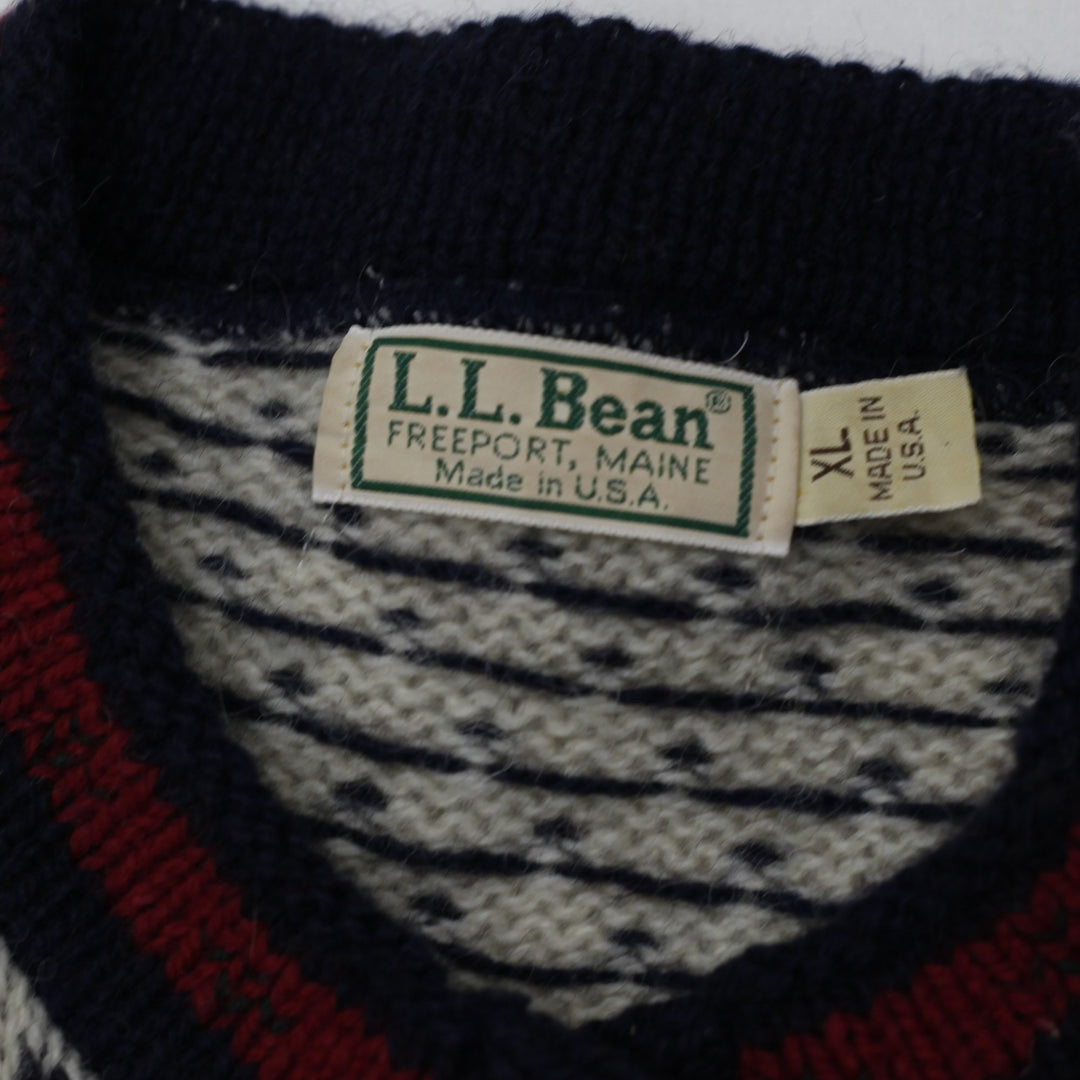 L.L. Bean®
FREEPORT, MAINE
Made in U.S.A.
XL
MADE IN
U.S.A.